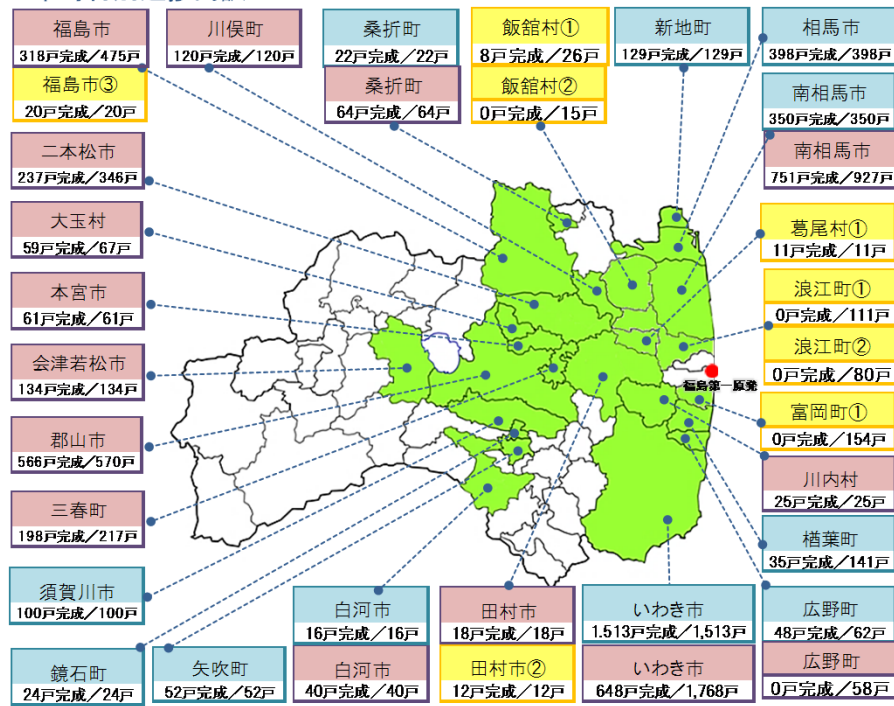 福島市
318戸完成／475戸
福島市③
20戸完成／20戸
川俣町
120戸完成／120戸
桑折町
22戸完成／22戸
桑折町
64戸完成／64戸
飯舘村①
8戸完成／26戸
飯舘村②
0戸完成／15戸
新地町
129戸完成／129戸
相馬市
398戸完成／398戸
南相馬市
350戸完成／350戸
南相馬市
751戸完成／927戸
二本松市
237戸完成／346戸
大玉村
59戸完成／67戸
本宮市
61戸完成／61戸
会津若松市
134戸完成／134戸
郡山市
566戸完成／570戸
三春町
198戸完成／217戸
葛尾村①
11戸完成／11戸
浪江町①
0戸完成／111戸
浪江町②
0戸完成／80戸
福島第一原発
富岡町①
0戸完成／154戸
川内村
25戸完成／25戸
楢葉町
35戸完成／141戸
須賀川市
100戸完成／100戸
鏡石町
24戸完成／24戸
矢吹町
52戸完成／52戸
白河市
16戸完成／16戸
白河市
40戸完成／40戸
田村市
18戸完成／18戸
田村市②
12戸完成／12戸
いわき市
1.513戸完成／1,513戸
いわき市
648戸完成／1,768戸
広野町
48戸完成／62戸
広野町
0戸完成／58戸